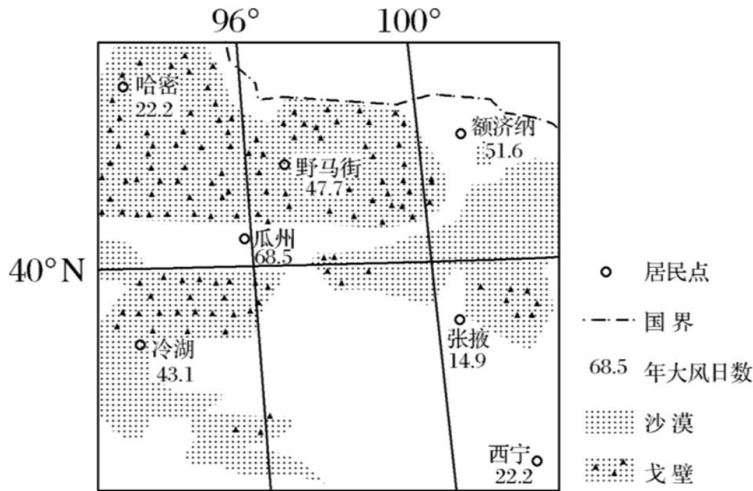 96°
100°
哈密
22.2
额济纳
51.6
野马街
47.7
瓜州
68.5
40°N
居民点
国界
张掖
14.9
冷湖
43.1
68.5 年大风日数
沙漠
西宁
22.2
戈壁